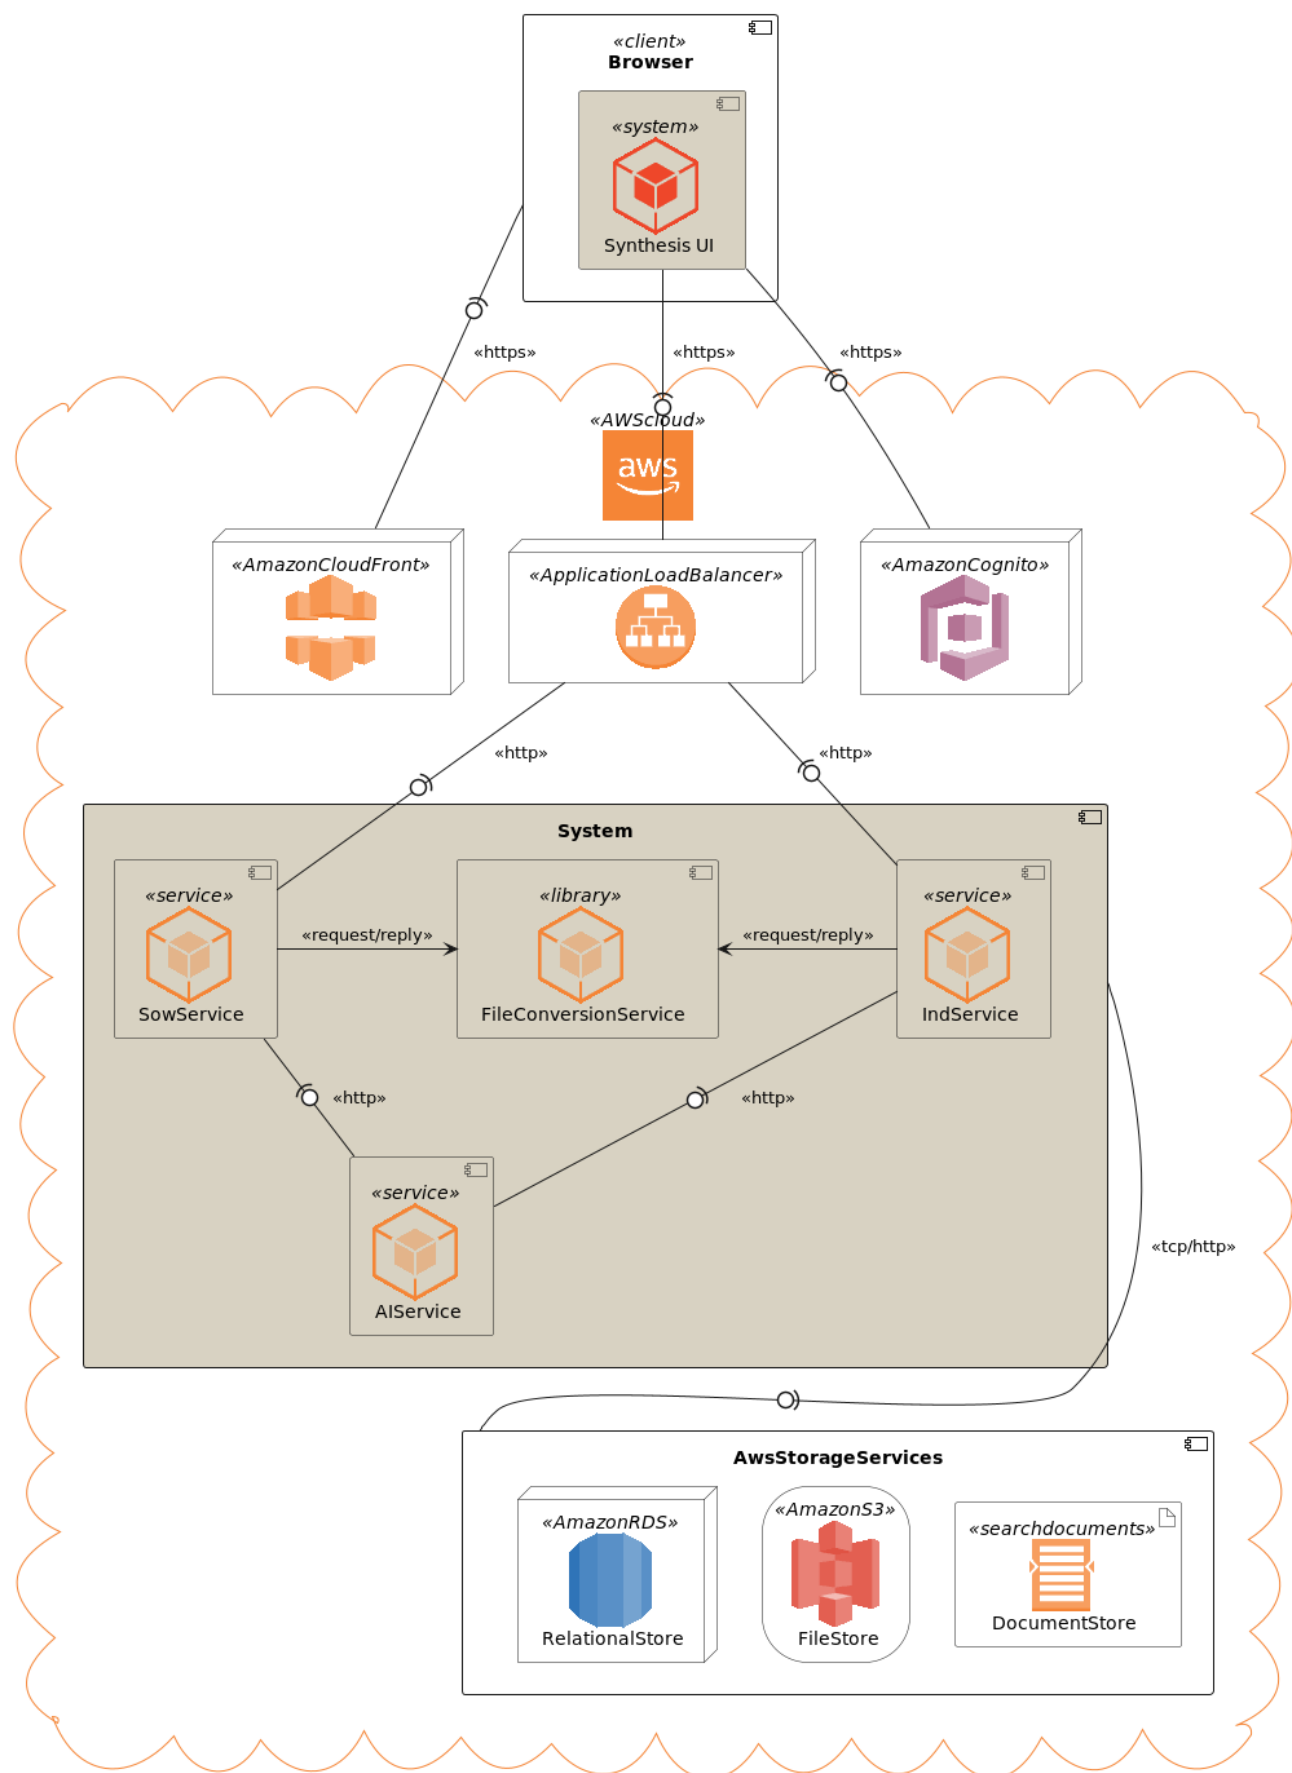 «client»
Browser
«system»
Synthesis UI
«https»
«https»
«https»
«AWScloud»
aws
«AmazonCloudFront»
«ApplicationLoadBalancer»
«AmazonCognito»
«http»
«http»
System
«service»
SowService
«request/reply»
«library»
FileConversionService
«request/reply»
«service»
IndService
«http»
«http»
«service»
AIService
«tcp/http»
AwsStorageServices
«AmazonRDS»
RelationalStore
«AmazonS3»
FileStore
«searchdocuments»
DocumentStore